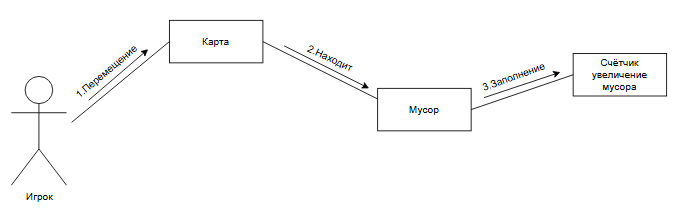 Карта
1.Перемещение
2.Находит
Счётчик
увеличение
мусора
3.Заполнение
Мусор
Игрок